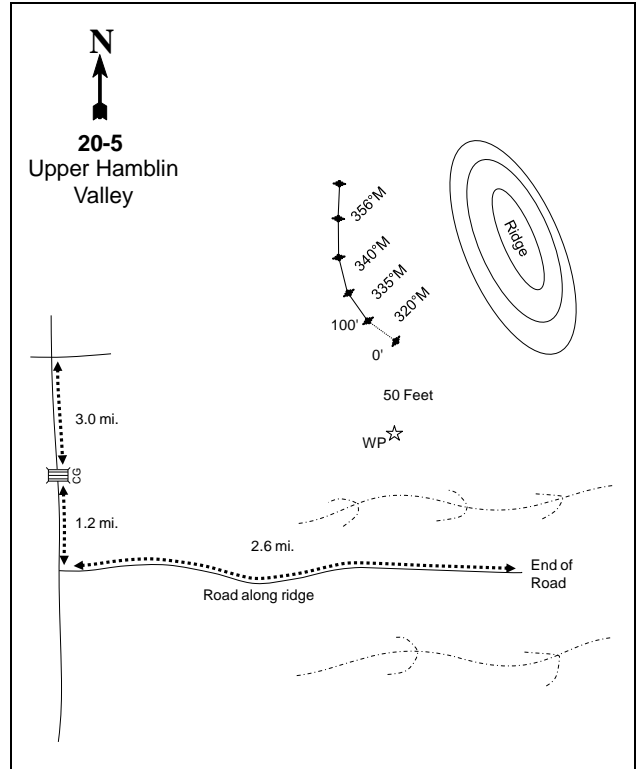 N
20-5
Upper Hamblin
Valley
Ridge
356°M
340°M
335°M
320°M
100'
0'
50 Feet
WP
3.0 mi.
CG
1.2 mi.
2.6 mi.
End of
Road
Road along ridge